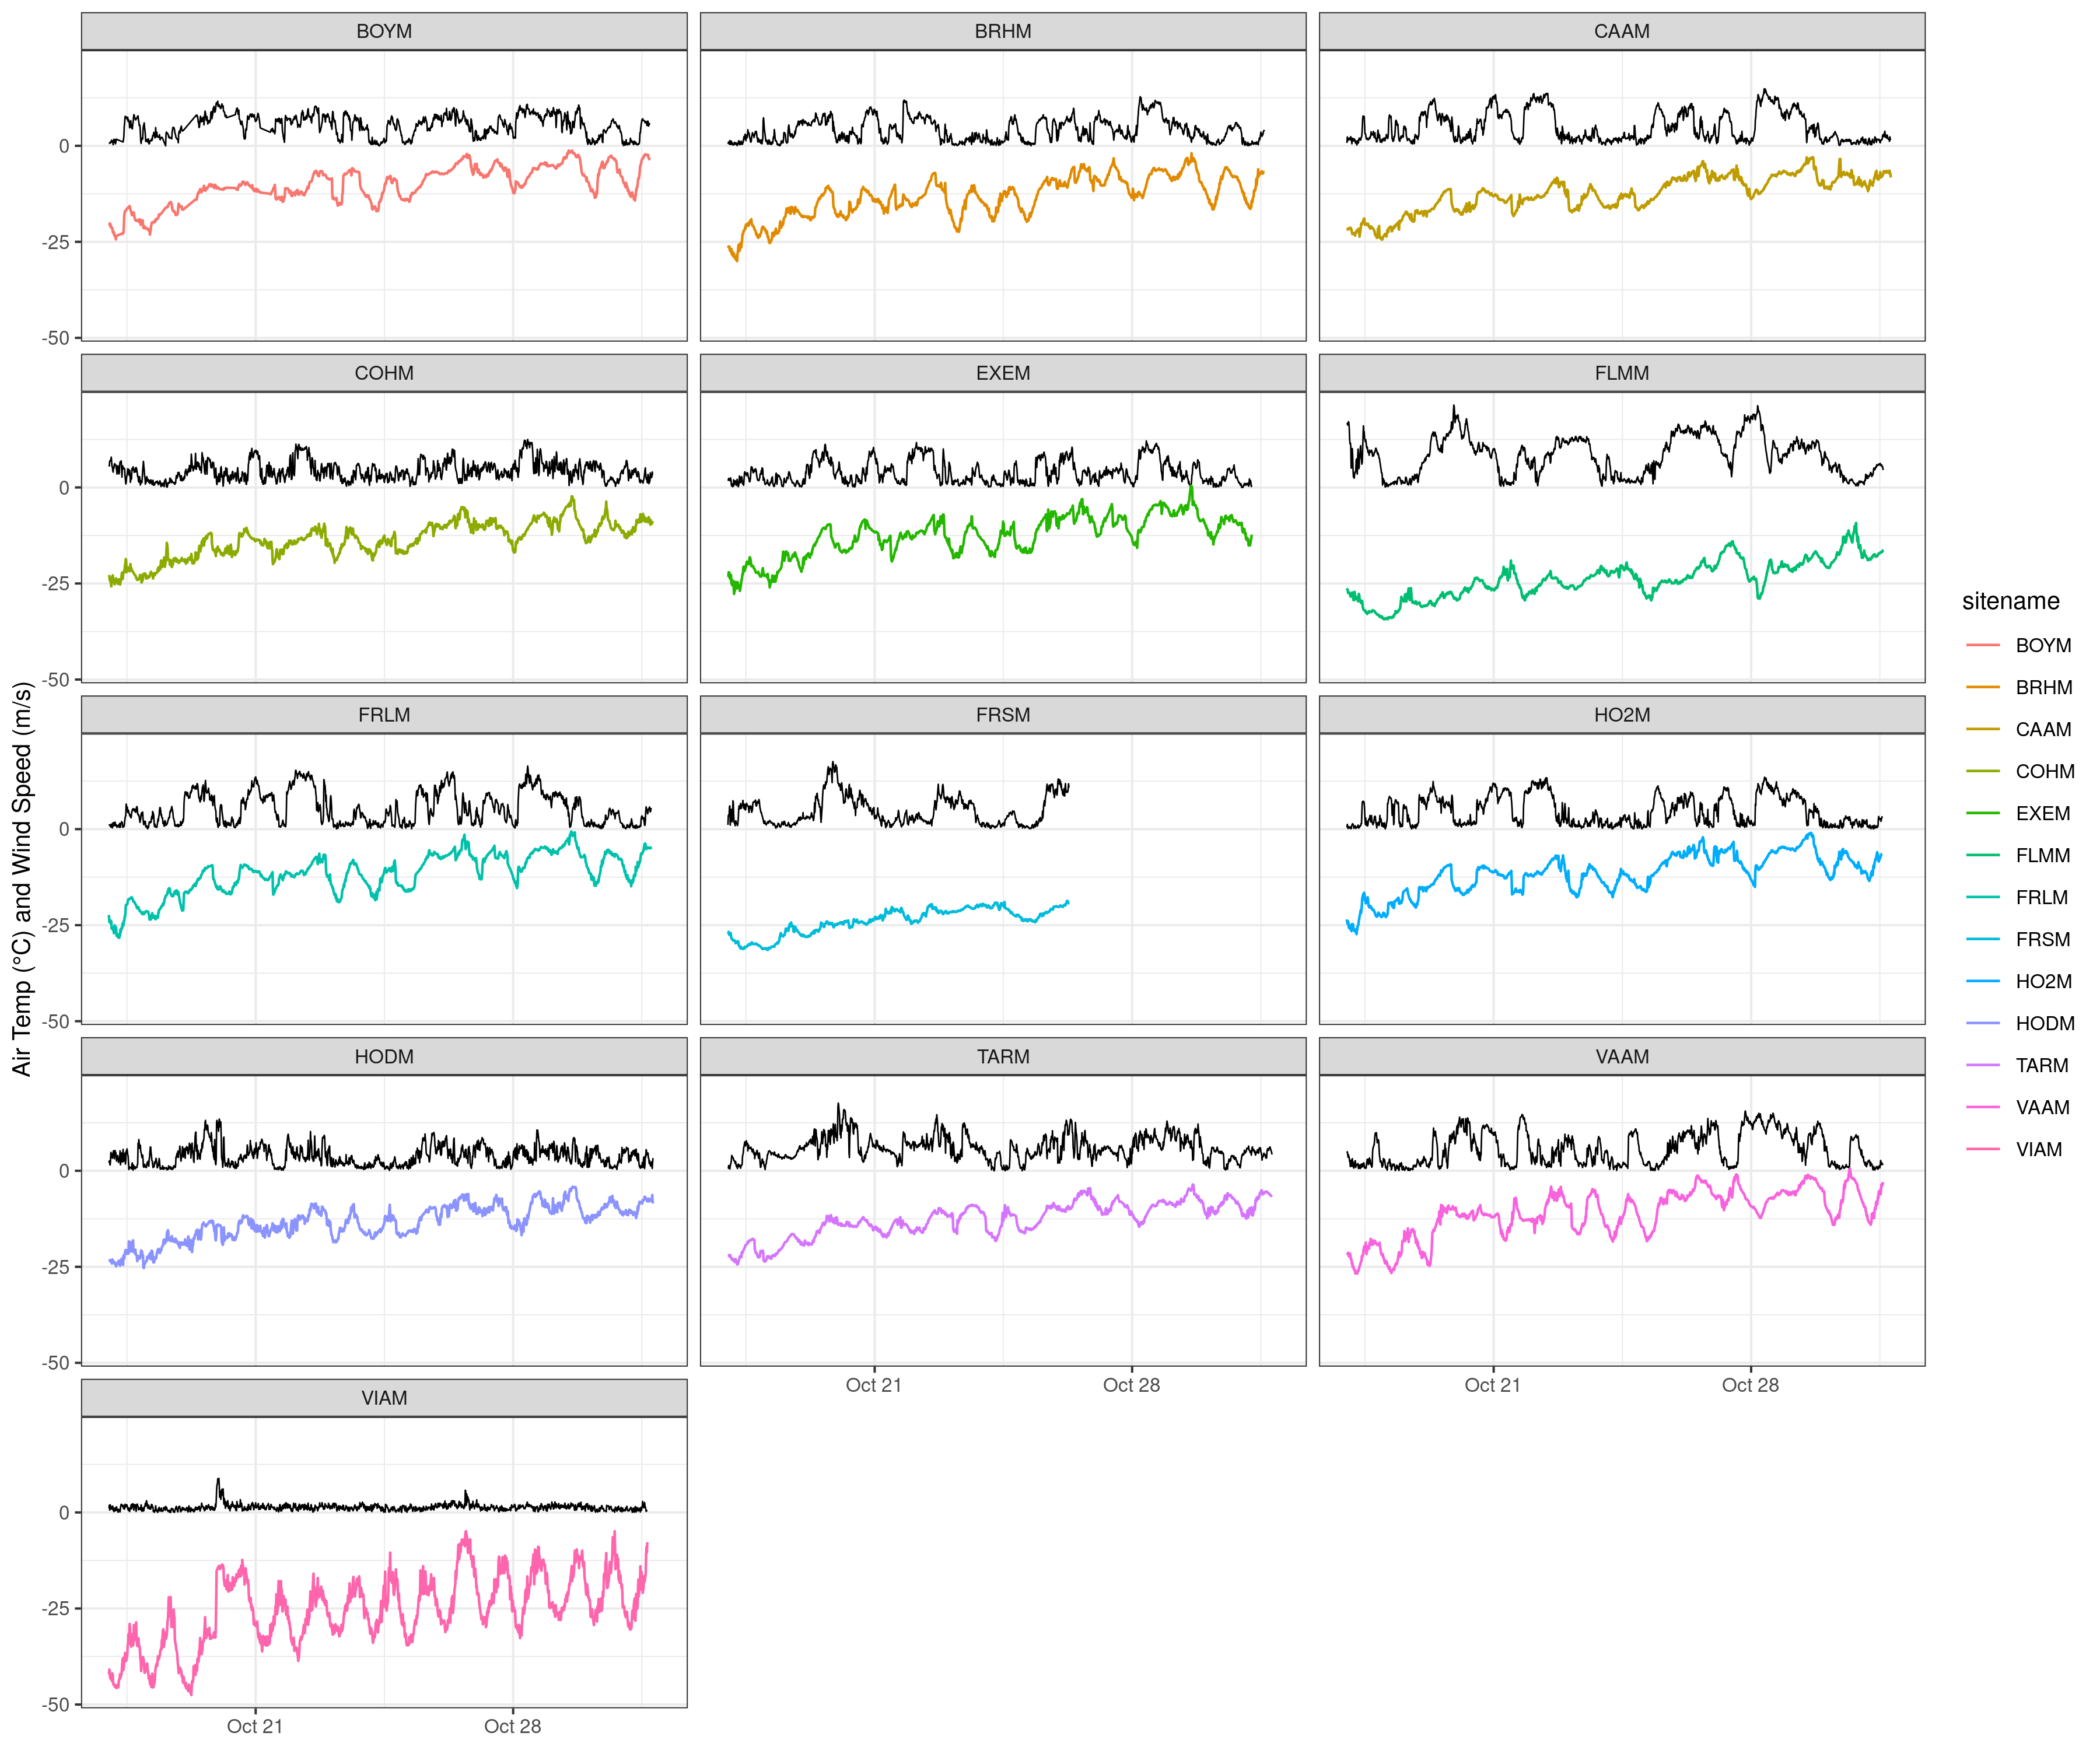 BOYM BRHM CAAM
0
-25
-50
COHM EXEM FLMM
0
-25
-50
FRLM FRSM HO2M
0
-25
-50
HODM TARM VAAM
0
-25
-50
Oct 21 Oct 28 Oct 21 Oct 28
VIAM
0
-25
-50
Oct 21 Oct 28
Air Temp (°C) and Wind Speed (m/s)
sitename
BOYM
BRHM
CAAM
COHM
EXEM
FLMM
FRLM
FRSM
HO2M
HODM
TARM
VAAM
VIAM